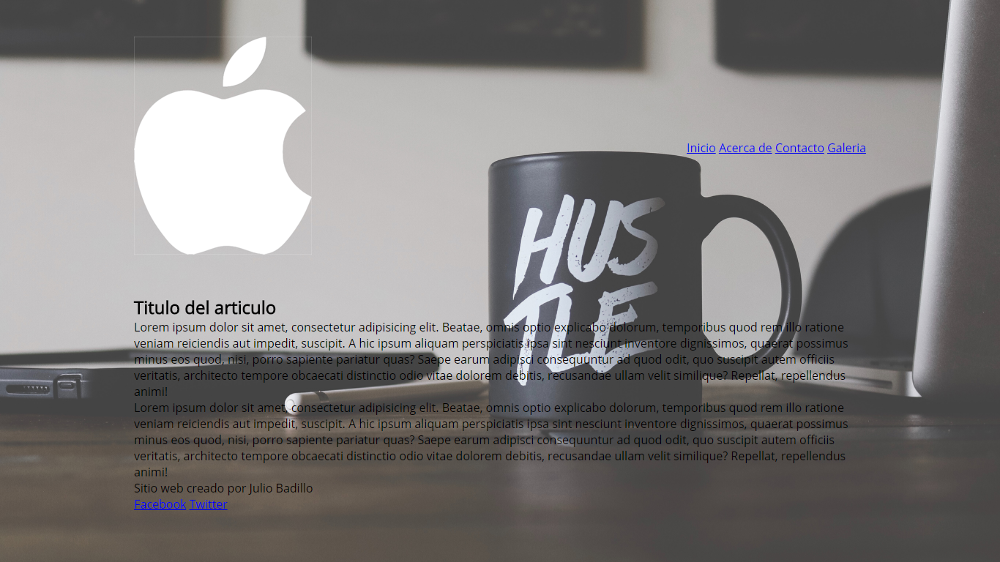 Inicio Acerca de Contacto Galeria
HUS
TLE
Titulo del articulo
Lorem ipsum dolor sit amet, consectetur adipisicing elit. Beatae, omnis optio explicabo dolorum, temporibus quod rem illo ratione
veniam reiciendis aut impedit, suscipit. A hic ipsum aliquam perspiciatis ipsa sint nesciunt inventore dignissimos, quaerat possimus
minus eos quod, nisi, porro sapiente pariatur quas? Saepe earum adipisci consequuntur ad quod odit, quo suscipit autem officiis
veritatis, architecto tempore obcaecati distinctio odio vitae dolorem debitis, recusandae ullam velit similique? Repellat, repellendus
animi!
Lorem ipsum dolor sit amet, consectetur adipisicing elit. Beatae, omnis optio explicabo dolorum, temporibus quod rem illo ratione
veniam reiciendis aut impedit, suscipit. A hic ipsum aliquam perspiciatis ipsa sint nesciunt inventore dignissimos, quaerat possimus
minus eos quod, nisi, porro sapiente pariatur quas? Saepe earum adipisci consequuntur ad quod odit, quo suscipit autem officiis
veritatis, architecto tempore obcaecati distinctio odio vitae dolorem debitis, recusandae ullam velit similique? Repellat, repellendus
animi!
Sitio web creado por Julio Badillo
Facebook Twitter